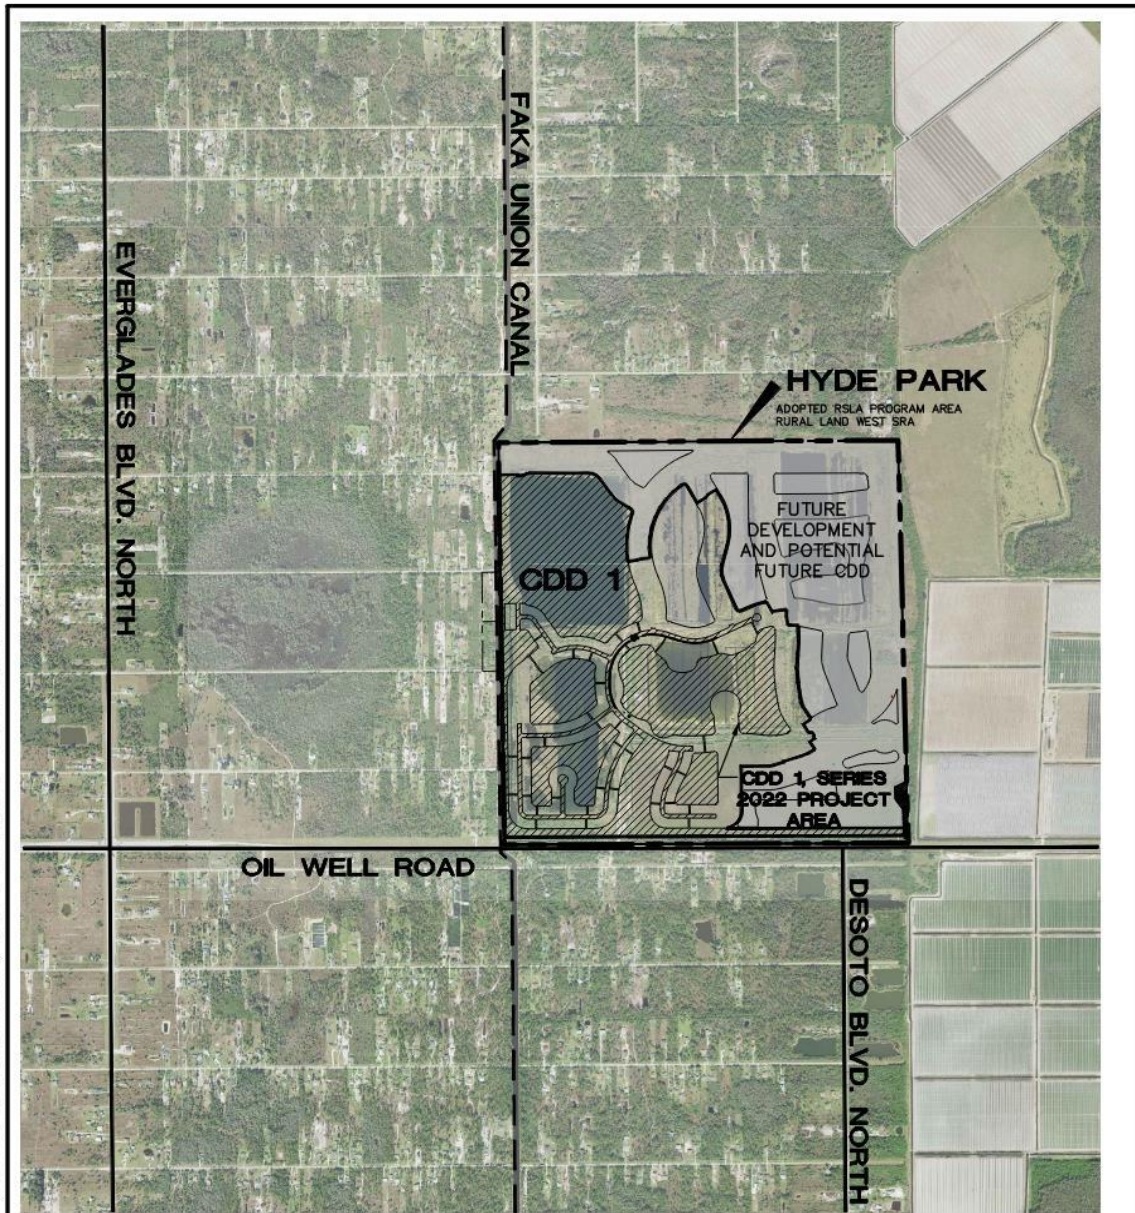 FAKA UNION CANAL
EVERGLADES BLVD. NORTH
HYDE PARK
ADOPTED RSLA PROGRAM AREA
RURAL LAND WEST SRA
FUTURE
DEVELOPMENT
AND POTENTIAL
FUTURE CDD
CDD 1
CDD 1, SERIES
2022 PROJECT
AREA
OIL WELL ROAD
DESOTO BLVD. NORTH